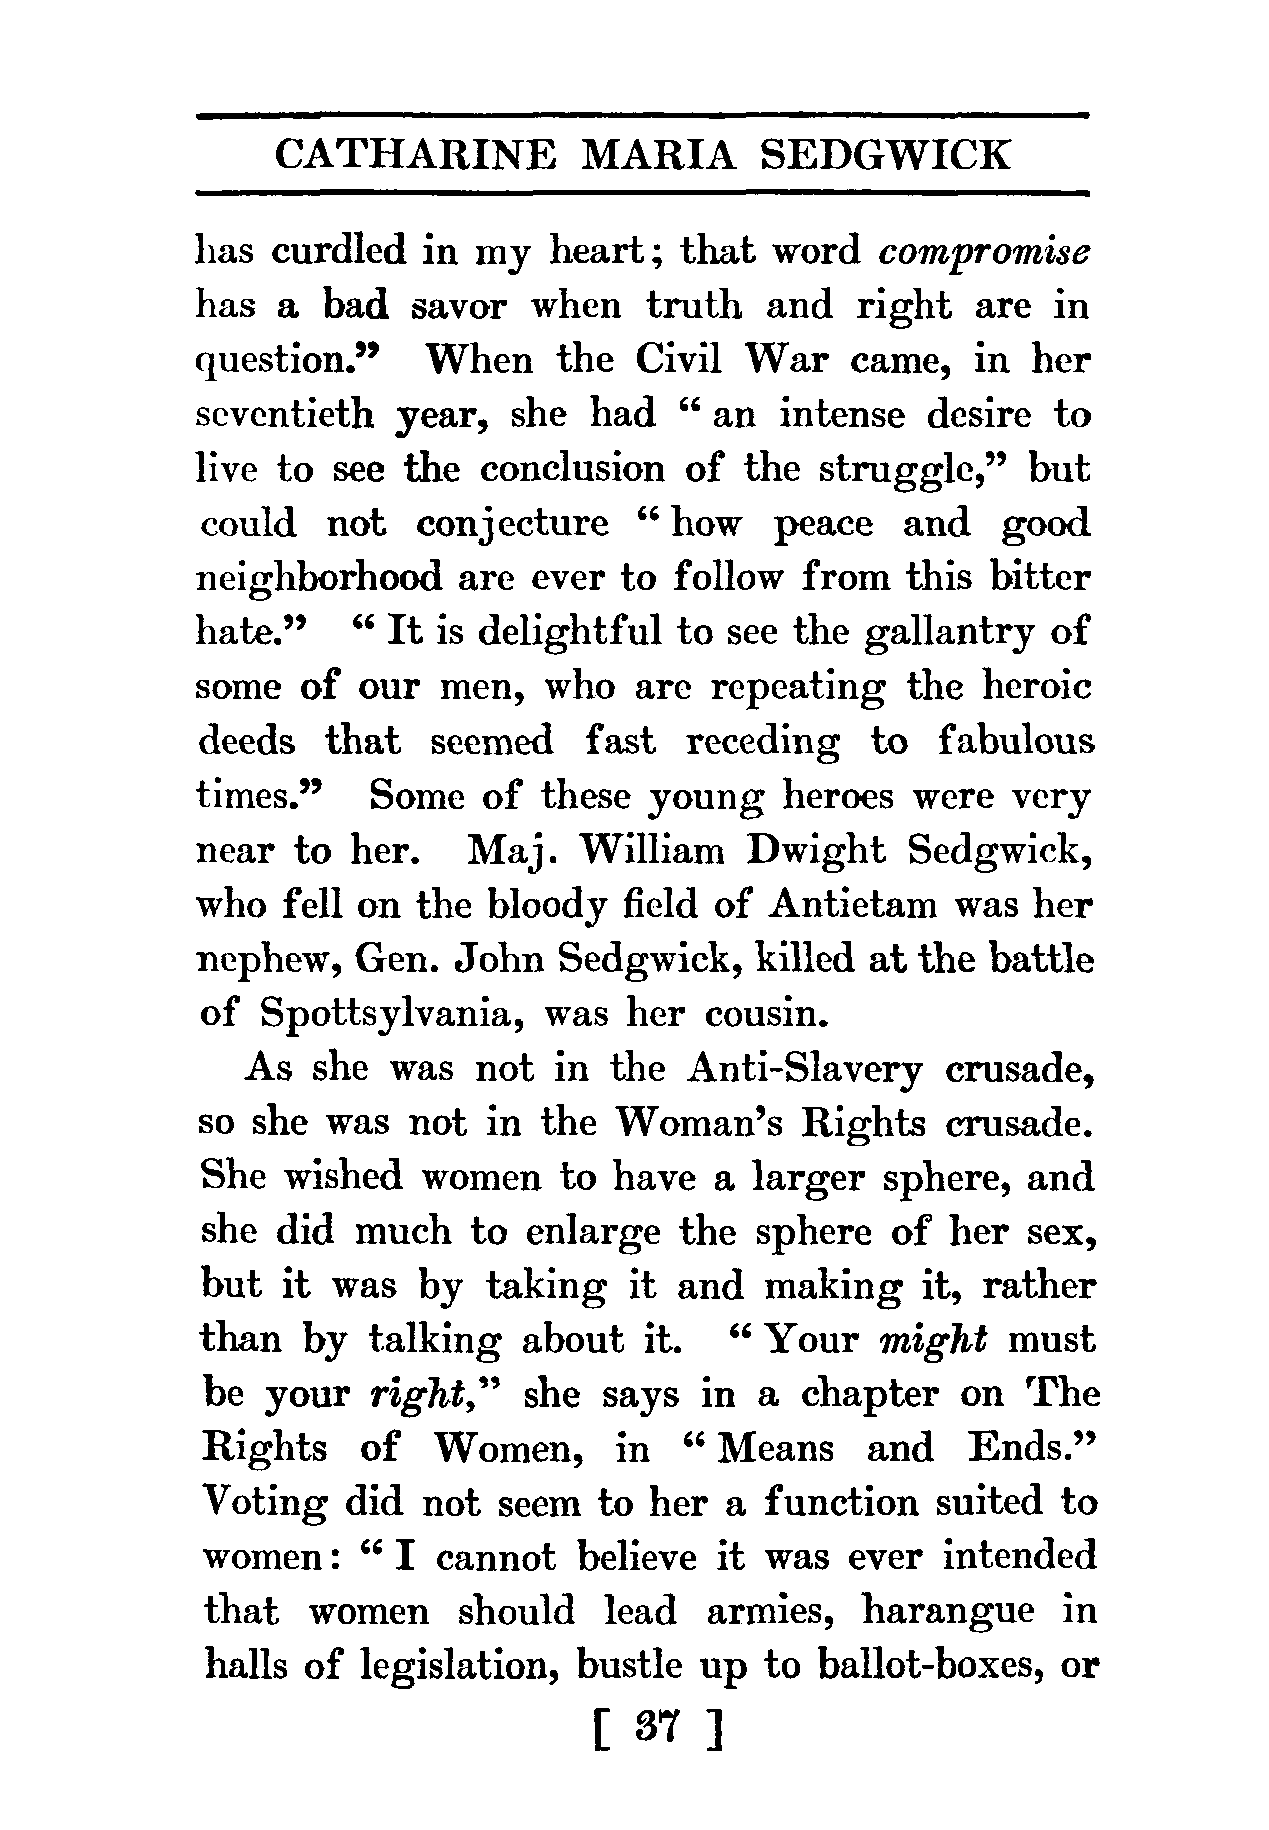 CATHARINE MARIA SEDGWICK
has curdled in my heart; that word compromise
has a bad savor when truth and right are in
question.” When the Civil War came, in her
seventieth year, she had “ an intense desire to
live to see the conclusion of the struggle,” but
could not conjecture “ how peace and good
neighborhood are ever to follow from this bitter
hate.” “ It is delightful to see the gallantry of
some of our men, who are repeating the heroic
deeds that seemed fast receding to fabulous
times.” Some of these young heroes were very
near to her. Maj. William Dwight Sedgwick,
who fell on the bloody field of Antietam was her
nephew, Gen. John Sedgwick, killed at the battle
of Spottsylvania, was her cousin.
As she was not in the Anti-Slavery crusade,
so she was not in the Woman’s Rights crusade.
She wished women to have a larger sphere, and
she did much to enlarge the sphere of her sex,
but it was by taking it and making it, rather
than by talking about it. “ Your might must
be your right,” she says in a chapter on The
Rights of Women, in “ Means and Ends.”
Voting did not seem to her a function suited to
women: “ I cannot believe it was ever intended
that women should lead armies, harangue in
halls of legislation, bustle up to ballot-boxes, or
[ 37 ]